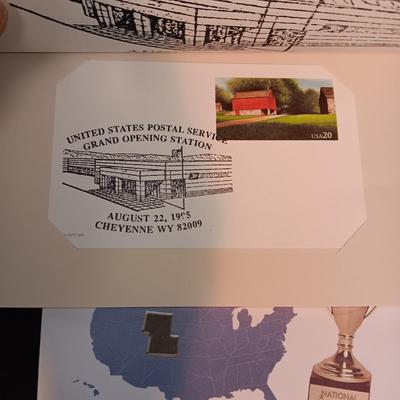 USA20
UNITED STATES POSTAL SERVICE
GRAND OPENING STATION
AUGUST 22, 1995
CHEYENNE WY 82009
NATIONAL